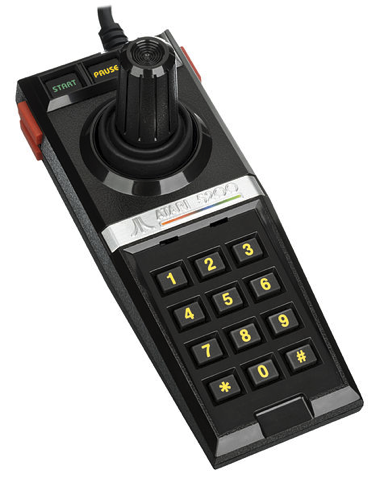 START PAUSE
ATARI 5200
1 2 3
4 5 6
7 8 9
* 0 #